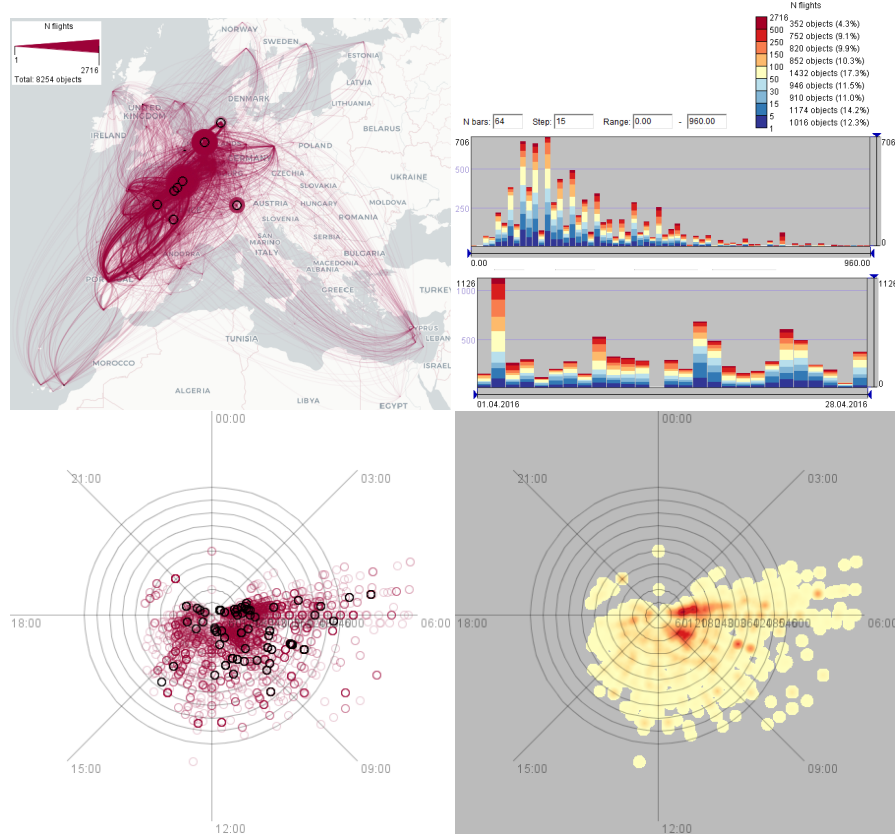 N flights
1
2716
Total: 8254 objects
NORWAY
SWEDEN
ESTONIA
LATVIA
LITHUANIA
DENMARK
UNITED
KINGDOM
IRELAND
BELARUS
POLAND
CZECHIA
UKRAINE
SLOVAKIA
AUSTRIA
HUNGARY
MOLDOVA
SLOVENIA
ROMANIA
SAN
MARINO
ITALY
SERBIA
BULGARIA
MACEDONIA
ALBANIA
GREECE
TURKEY
TUNISIA
MOROCCO
ISRAEL
ALGERIA
LIBYA
EGYPT
N flights
2716
500
250
150
100
50
30
15
5
1
352 objects (4.3%)
752 objects (9.1%)
820 objects (9.9%)
852 objects (10.3%)
1432 objects (17.3%)
946 objects (11.5%)
910 objects (11.0%)
1174 objects (14.2%)
1016 objects (12.3%)
N bars: 64 Step: 15 Range: 0.00 - 960.00
706
500
250
706
0
0.00
960.00
1126
1000
500
1126
0
01.04.2016
28.04.2016
00:00
21:00
03:00
18:00
06:00
15:00
09:00
12:00
00:00
21:00
03:00
18:00
06:00
15:00
09:00
12:00